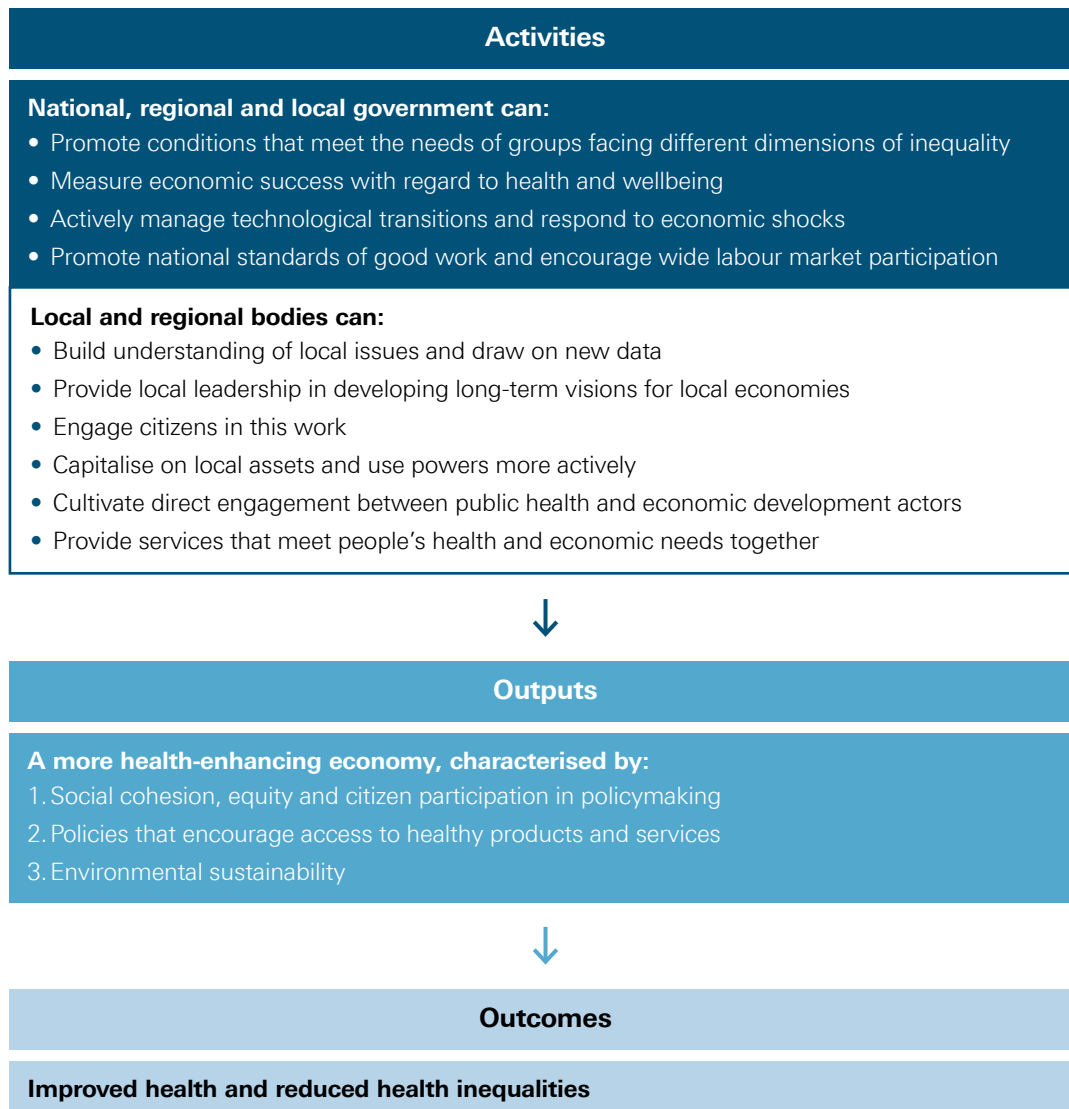 Activities
National, regional and local government can:
• Promote conditions that meet the needs of groups facing different dimensions of inequality
• Measure economic success with regard to health and wellbeing
• Actively manage technological transitions and respond to economic shocks
• Promote national standards of good work and encourage wide labour market participation
Local and regional bodies can:
• Build understanding of local issues and draw on new data
• Provide local leadership in developing long-term visions for local economies
• Engage citizens in this work
• Capitalise on local assets and use powers more actively
• Cultivate direct engagement between public health and economic development actors
• Provide services that meet people's health and economic needs together
Outputs
A more health-enhancing economy, characterised by:
1. Social cohesion, equity and citizen participation in policymaking
2. Policies that encourage access to healthy products and services
3. Environmental sustainability
Outcomes
Improved health and reduced health inequalities